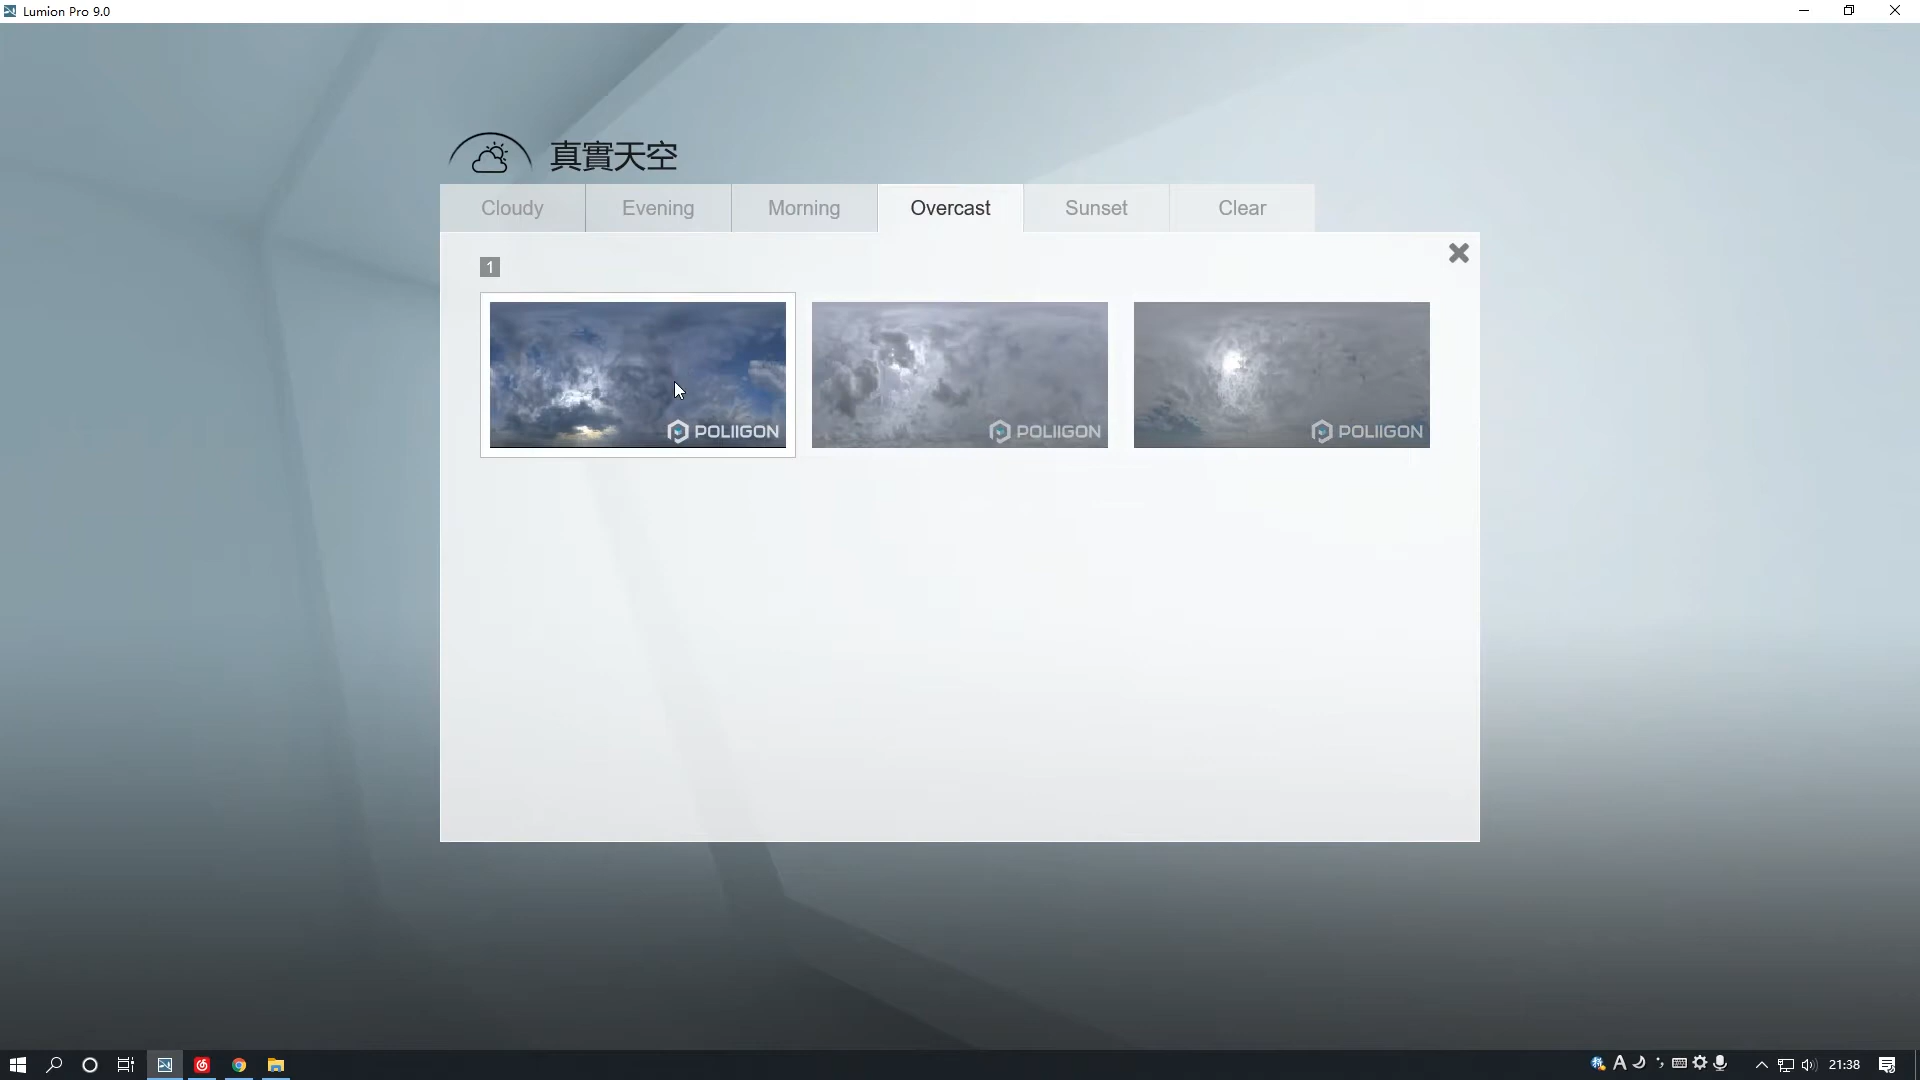 Lumion Pro 9.0
真實天空
Cloudy
Evening
Morning
Overcast
Sunset
Clear
1
POLIIGON
POLIIGON
POLIIGON
21:38